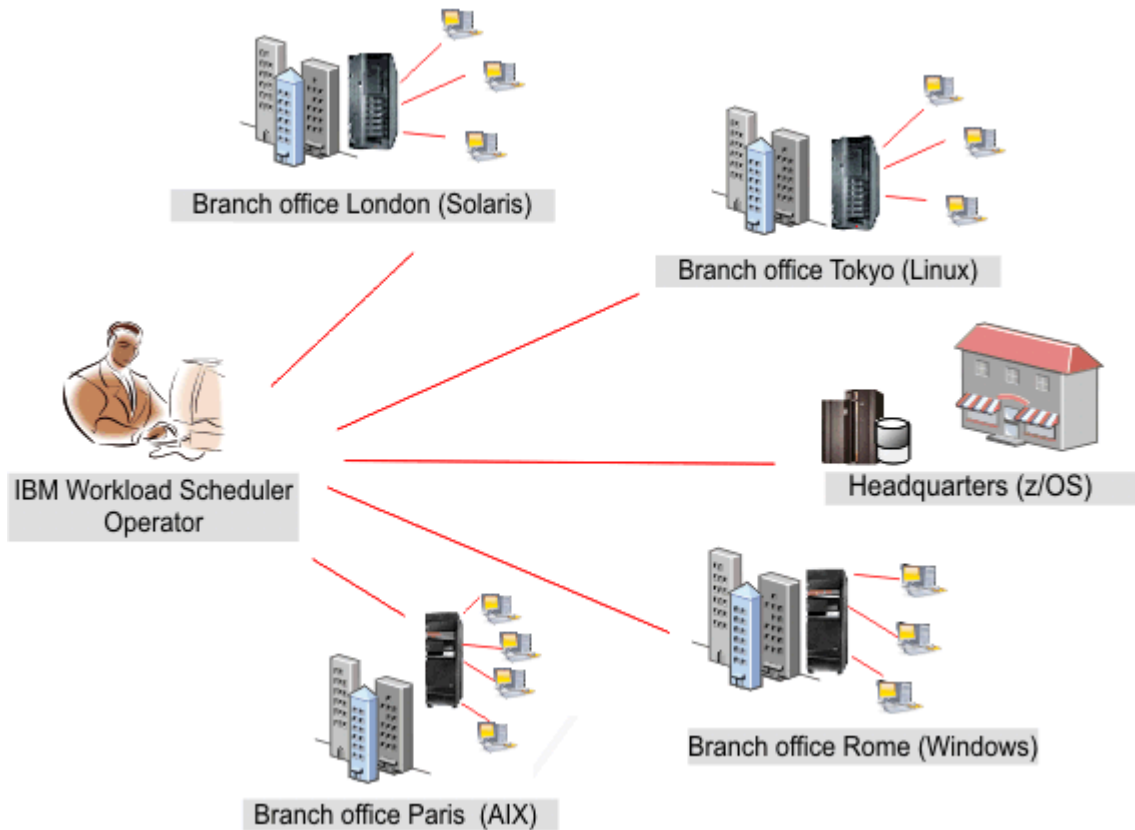 Branch office London (Solaris)
Branch office Tokyo (Linux)
IBM Workload Scheduler
Operator
Headquarters (z/OS)
Branch office Rome (Windows)
Branch office Paris (AIX)